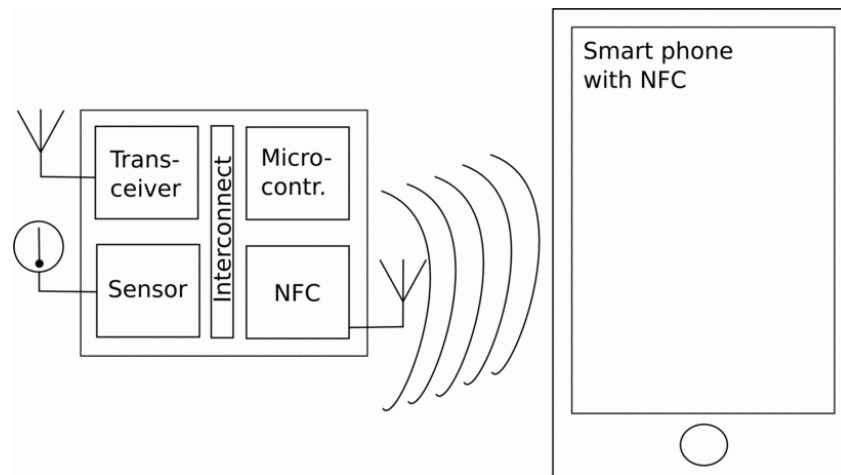 Smart phone
with NFC
Trans-
ceiver
Interconnect
Micro-
contr.
Sensor
NFC